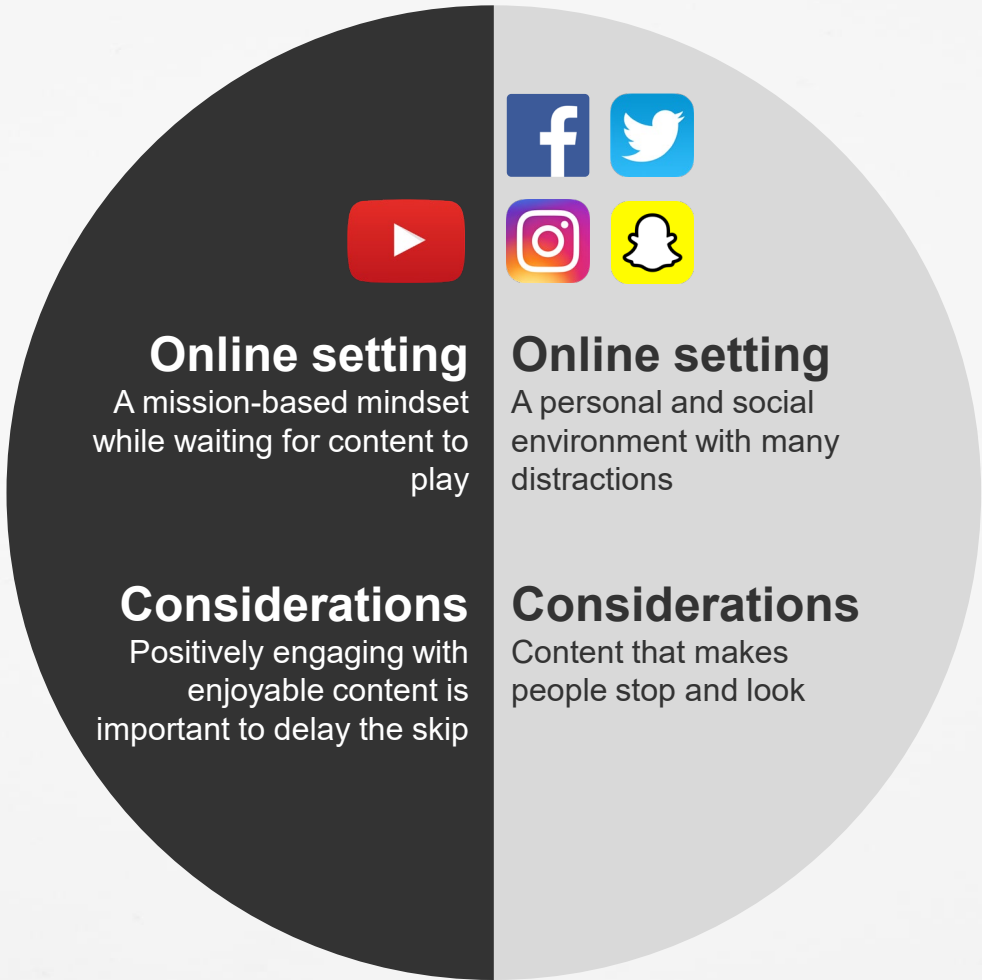 Online setting
A mission-based mindset
while waiting for content to
play
Considerations
Positively engaging with
enjoyable content is
important to delay the skip
Online setting
A personal and social
environment with many
distractions
Considerations
Content that makes
people stop and look